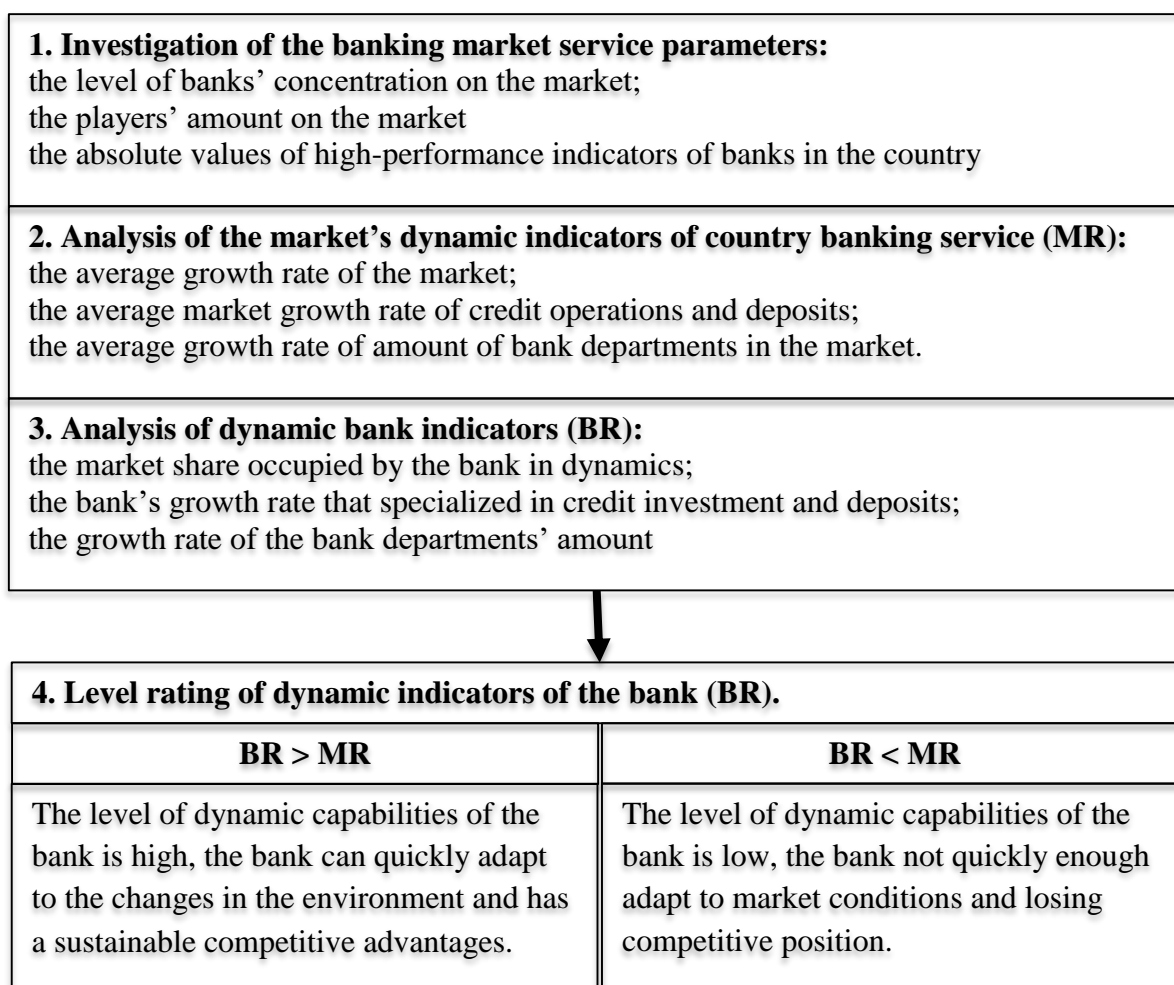 1. Investigation of the banking market service parameters:
the level of banks’ concentration on the market;
the players’ amount on the market
the absolute values of high-performance indicators of banks in the country
2. Analysis of the market’s dynamic indicators of country banking service (MR):
the average growth rate of the market;
the average market growth rate of credit operations and deposits;
the average growth rate of amount of bank departments in the market.
3. Analysis of dynamic bank indicators (BR):
the market share occupied by the bank in dynamics;
the bank’s growth rate that specialized in credit investment and deposits;
the growth rate of the bank departments’ amount
4. Level rating of dynamic indicators of the bank (BR).
BR > MR
The level of dynamic capabilities of the
bank is high, the bank can quickly adapt
to the changes in the environment and has
a sustainable competitive advantages.
BR < MR
The level of dynamic capabilities of the
bank is low, the bank not quickly enough
adapt to market conditions and losing
competitive position.